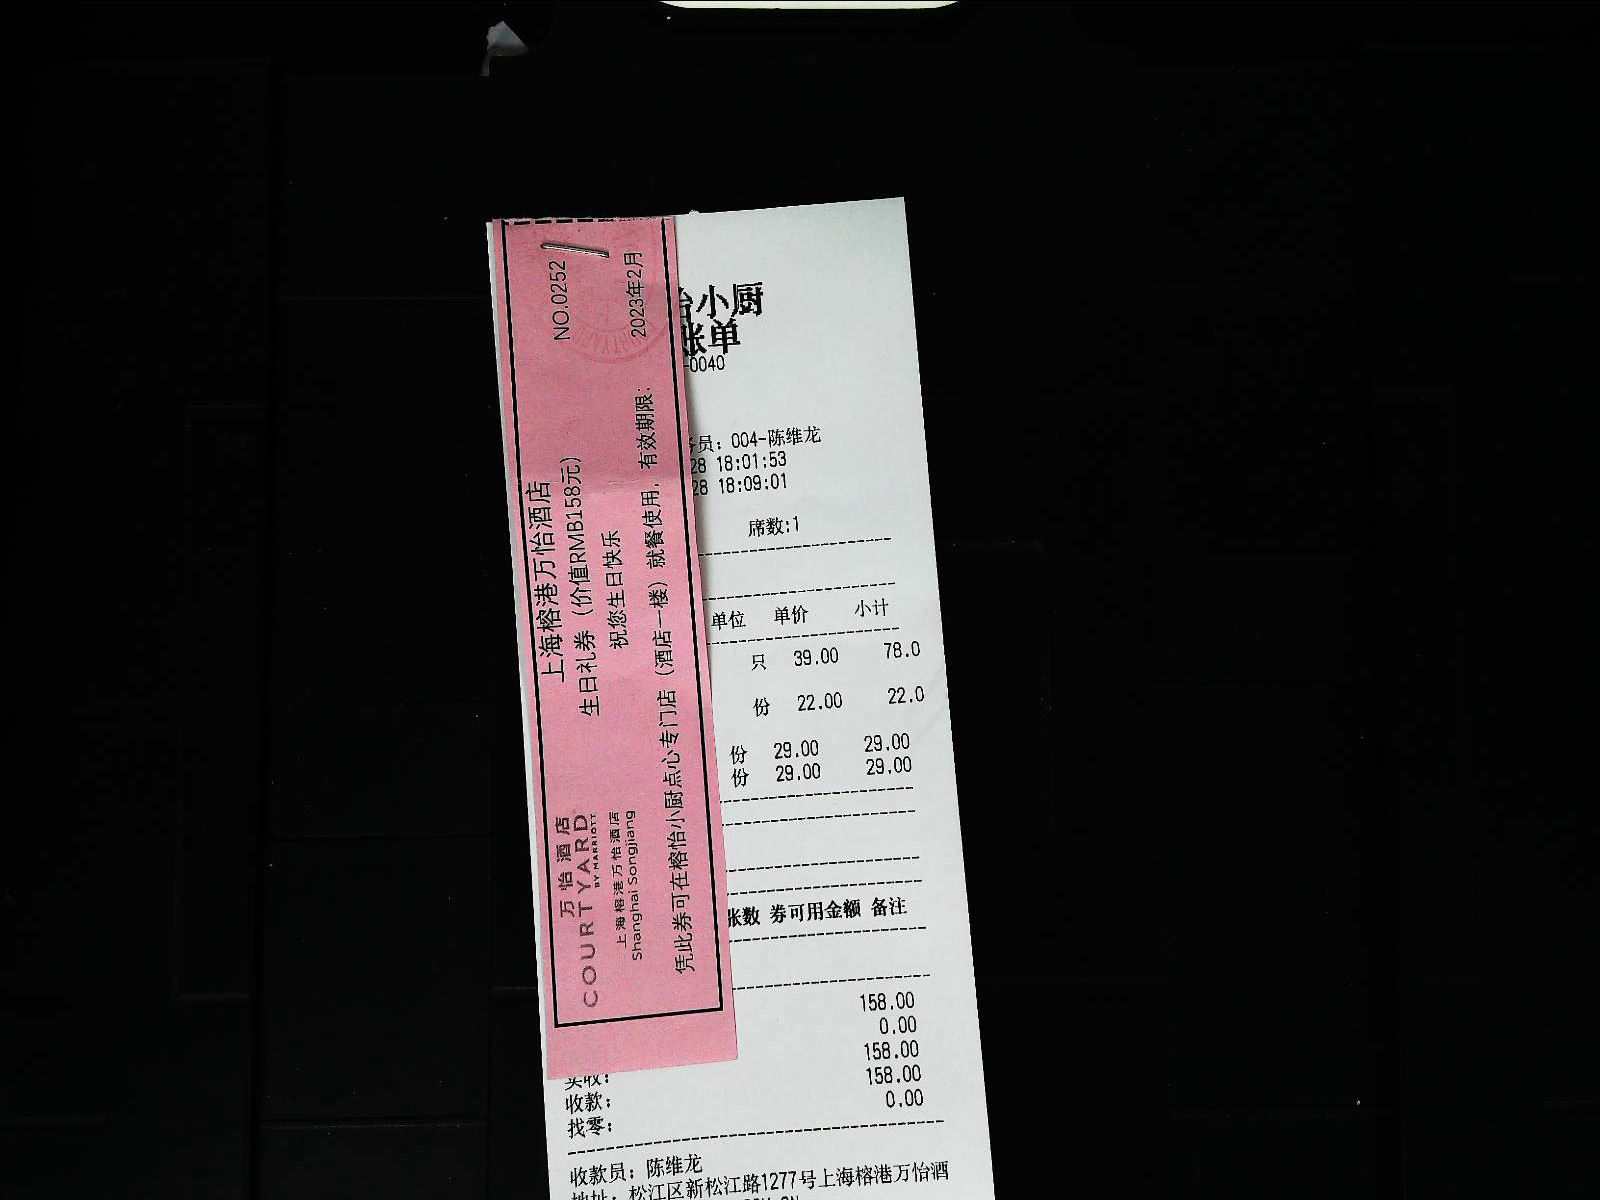 NO.0252
2023年2月
上海榕港万怡酒店
生日礼券（价值RMB158元）
祝您生日快乐
凭此券可在榕怡小厨点心专门店（酒店一楼）就餐使用，有效期限：
万怡酒店
COURTYARD
BY MARRIOTT
上海榕港万怡酒店
Shanghai Songjiang
怡小厨
账单
-0040
务员：004-陈维龙
28 18:01:53
28 18:09:01
席数:1
单位 单价 小计
只 39.00 78.0
份 22.00 22.0
份 29.00 29.00
份 29.00 29.00
张数 券可用金额 备注
158.00
0.00
158.00
实收： 158.00
收款； 0.00
找零；
收款员；陈维龙
地址：松江区新松江路1277号上海榕港万怡酒